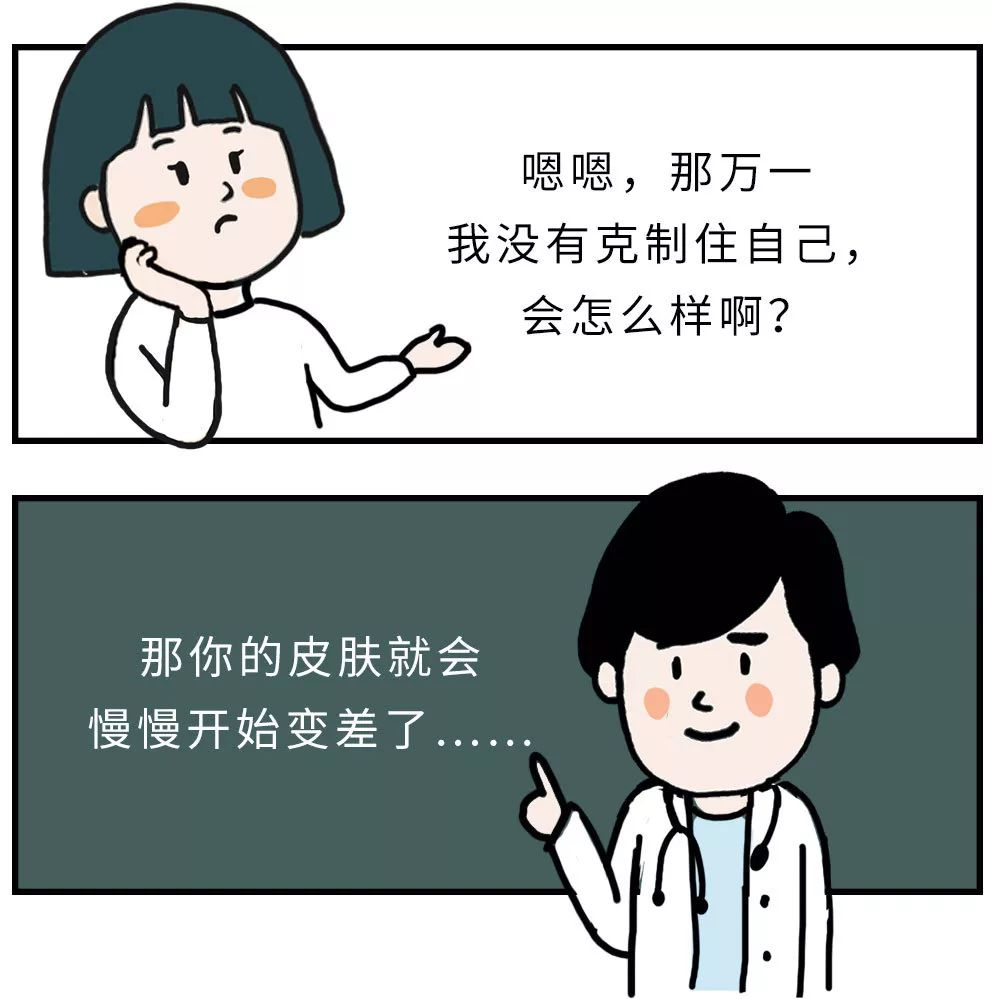 嗯嗯，那万一
我没有克制住自己，
会怎么样啊？
那你的皮肤就会
慢慢开始变差了……